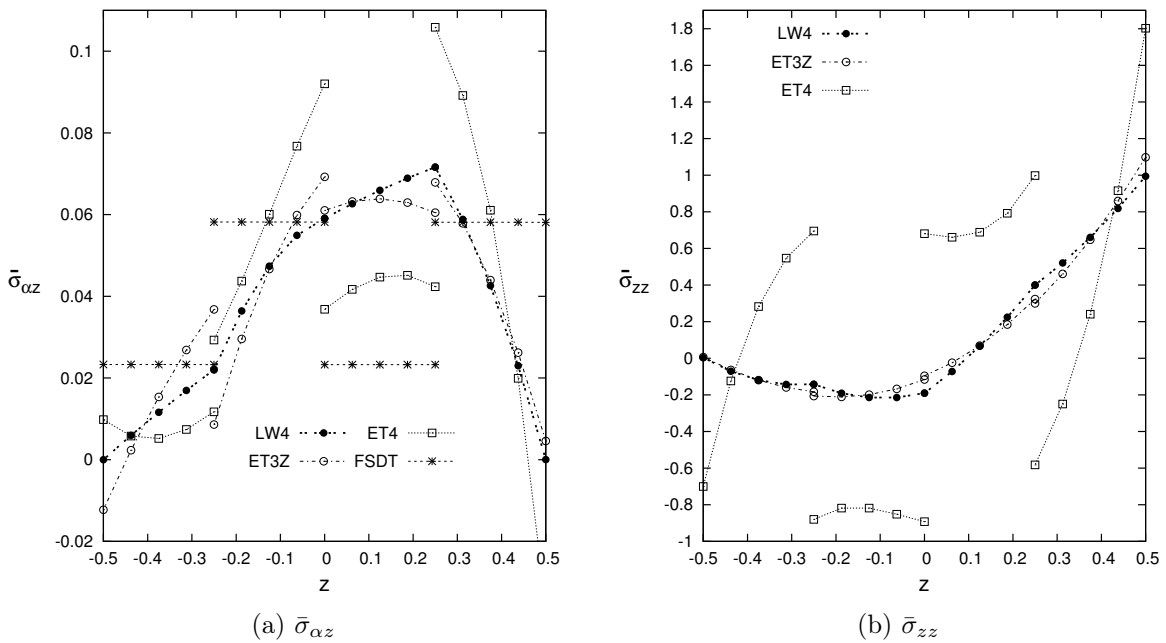 0.1
0.08
0.06
0.04
0.02
0
-0.02
σ̄αz
LW4
ET3Z
ET4
FSDT
-0.5 -0.4 -0.3 -0.2 -0.1 0 0.1 0.2 0.3 0.4 0.5
z
(a) σ̄αz
1.8
1.6
1.4
1.2
1
0.8
0.6
0.4
0.2
0
-0.2
-0.4
-0.6
-0.8
-1
σ̄zz
LW4
ET3Z
ET4
-0.5 -0.4 -0.3 -0.2 -0.1 0 0.1 0.2 0.3 0.4 0.5
z
(b) σ̄zz